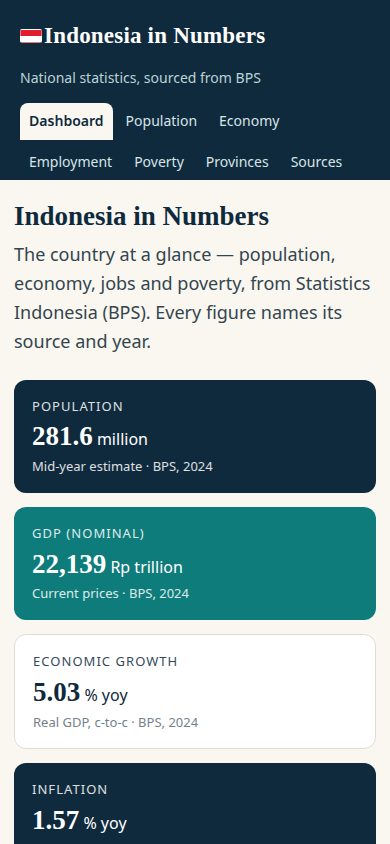 Indonesia in Numbers
National statistics, sourced from BPS
Dashboard Population Economy
Employment Poverty Provinces Sources
Indonesia in Numbers
The country at a glance — population,
economy, jobs and poverty, from Statistics
Indonesia (BPS). Every figure names its
source and year.
POPULATION
281.6 million
Mid-year estimate · BPS, 2024
GDP (NOMINAL)
22,139 Rp trillion
Current prices · BPS, 2024
ECONOMIC GROWTH
5.03 % yoy
Real GDP, c-to-c · BPS, 2024
INFLATION
1.57 % yoy